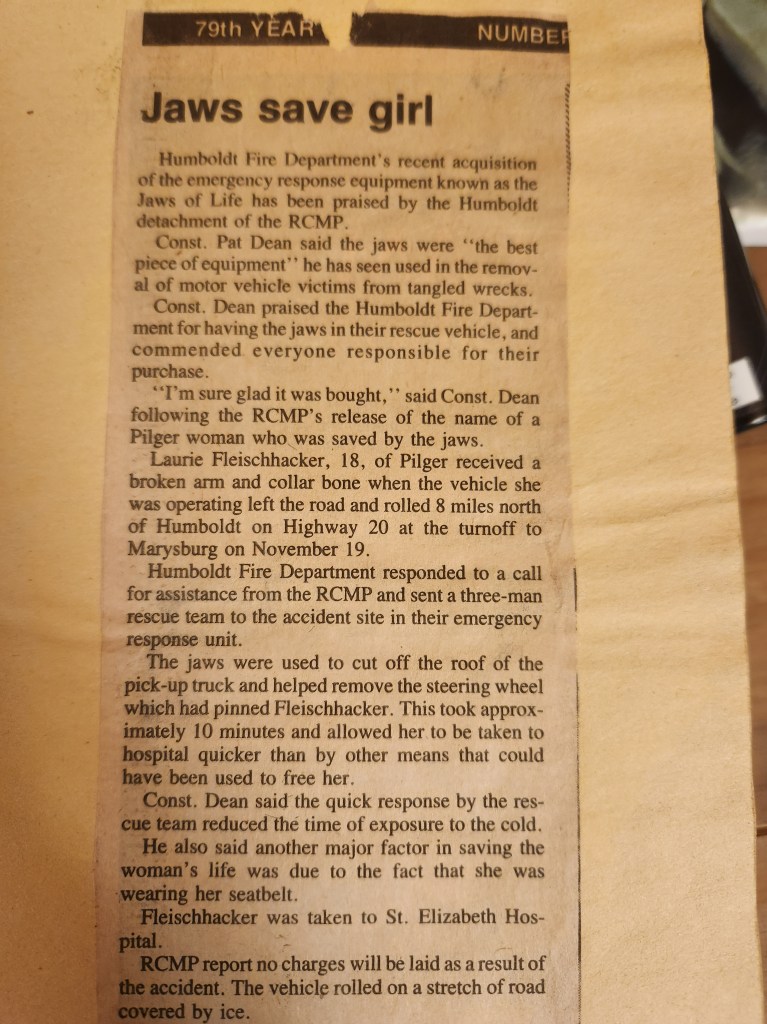 79th YEAR
NUMBER
Jaws save girl
Humboldt Fire Department's recent acquisition
of the emergency response equipment known as the
Jaws of Life has been praised by the Humboldt
detachment of the RCMP.
Const. Pat Dean said the jaws were ‘‘the best
piece of equipment’’ he has seen used in the remov-
al of motor vehicle victims from tangled wrecks.
Const. Dean praised the Humboldt Fire Depart-
ment for having the jaws in their rescue vehicle, and
commended everyone responsible for their
purchase.
‘‘I'm sure glad it was bought,’’ said Const. Dean
following the RCMP's release of the name of a
Pilger woman who was saved by the jaws.
Laurie Fleischhacker, 18, of Pilger received a
broken arm and collar bone when the vehicle she
was operating left the road and rolled 8 miles north
of Humboldt on Highway 20 at the turnoff to
Marysburg on November 19.
Humboldt Fire Department responded to a call
for assistance from the RCMP and sent a three-man
rescue team to the accident site in their emergency
response unit.
The jaws were used to cut off the roof of the
pick-up truck and helped remove the steering wheel
which had pinned Fleischhacker. This took approx-
imately 10 minutes and allowed her to be taken to
hospital quicker than by other means that could
have been used to free her.
Const. Dean said the quick response by the res-
cue team reduced the time of exposure to the cold.
He also said another major factor in saving the
woman's life was due to the fact that she was
wearing her seatbelt.
Fleischhacker was taken to St. Elizabeth Hos-
pital.
RCMP report no charges will be laid as a result of
the accident. The vehicle rolled on a stretch of road
covered by ice.